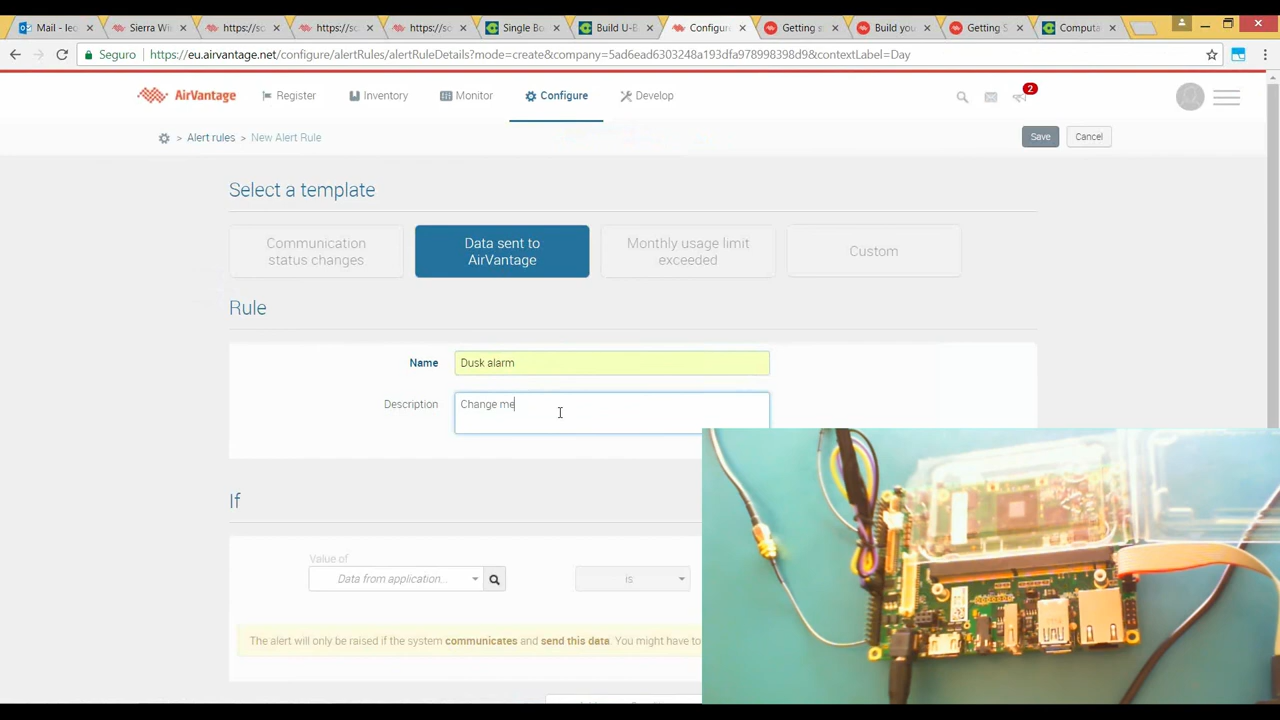 Mail - leo
Sierra Wi
https://sc
https://sc
https://so
Single Bo
Build U-B
Configure
Getting s
Build you
Getting S
Computa
Seguro https://eu.airvantage.net/configure/alertRules/alertRuleDetails?mode=create&company=5ad6ead6303248a193dfa978998398d9&contextLabel=Day
AirVantage Register Inventory Monitor Configure Develop 2
> Alert rules > New Alert Rule Save Cancel
Select a template
Communication
status changes
Data sent to
AirVantage
Monthly usage limit
exceeded
Custom
Rule
Name Dusk alarm
Description Change me
If
Value of
Data from application... is
The alert will only be raised if the system communicates and send this data. You might have to